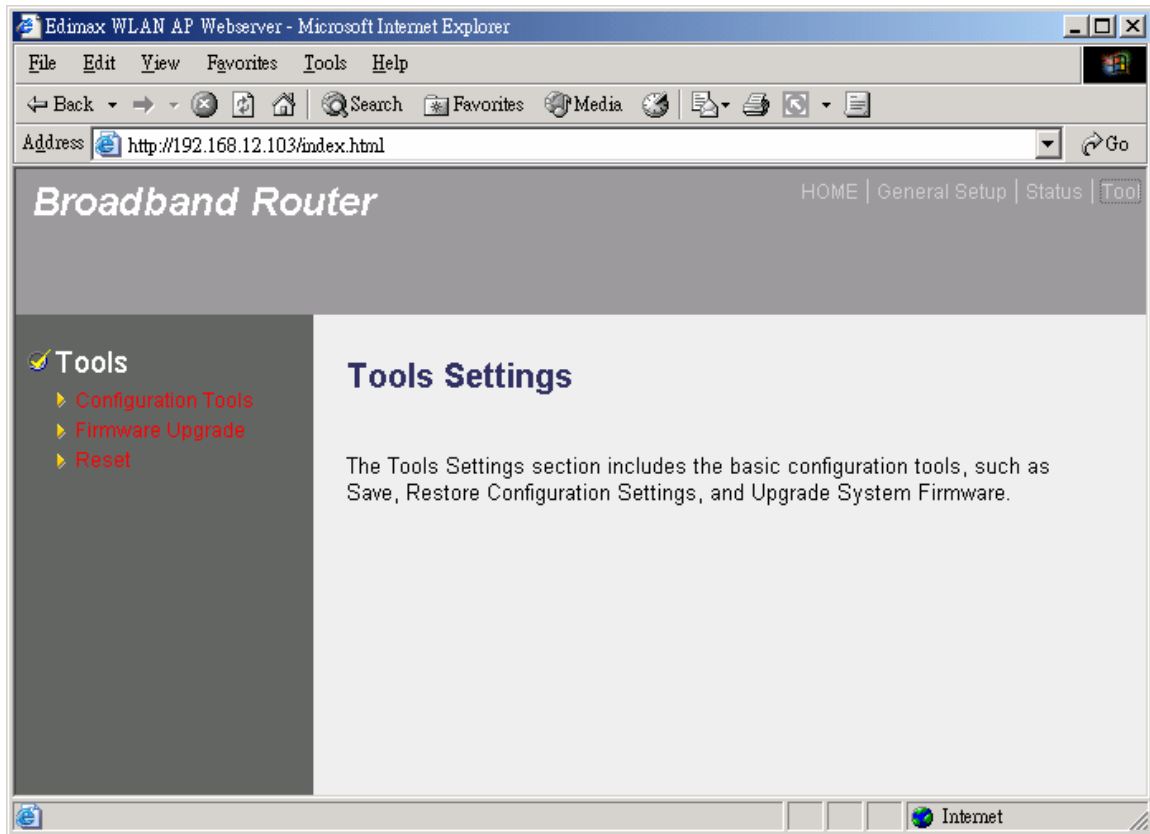 Edimax WLAN AP Webserver - Microsoft Internet Explorer
File Edit View Favorites Tools Help
Back Search Favorites Media
Address http://192.168.12.103/index.html Go
Broadband Router
HOME | General Setup | Status | Tool
Tools
Configuration Tools
Firmware Upgrade
Reset
Tools Settings
The Tools Settings section includes the basic configuration tools, such as
Save, Restore Configuration Settings, and Upgrade System Firmware.
Internet